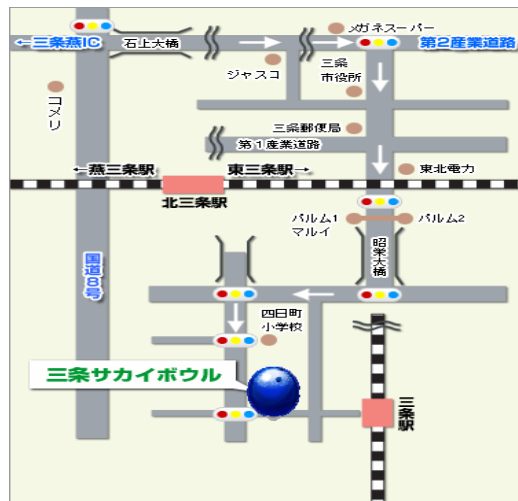 メガネスーパー
←三条燕IC
石上大橋
第2産業道路
ジャスコ
三条
市役所
コメリ
三条郵便局
第1産業道路
←燕三条駅
東三条駅→
東北電力
北三条駅
パルム1
マルイ
パルム2
昭栄大橋
国道8号
四日町
小学校
三条サカイボウル
三条駅